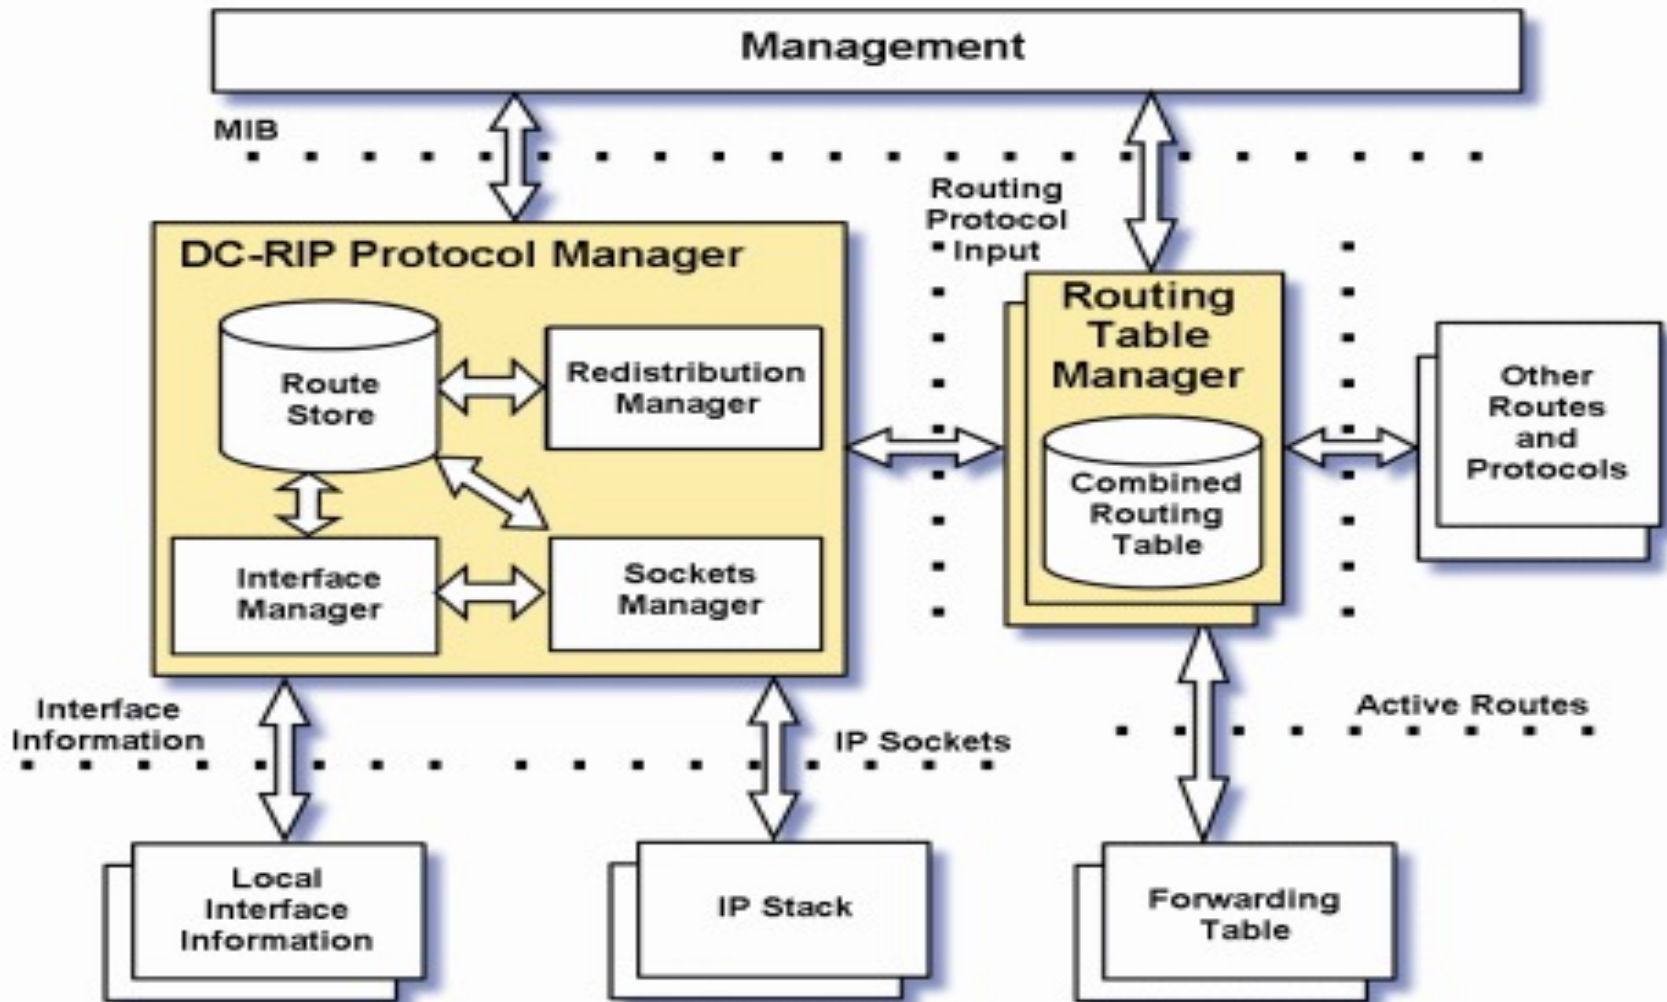 Management
MIB
Routing
Protocol
Input
DC-RIP Protocol Manager
Route
Store
Redistribution
Manager
Interface
Manager
Sockets
Manager
Routing
Table
Manager
Combined
Routing
Table
Other
Routes
and
Protocols
Interface
Information
IP Sockets
Active Routes
Local
Interface
Information
IP Stack
Forwarding
Table